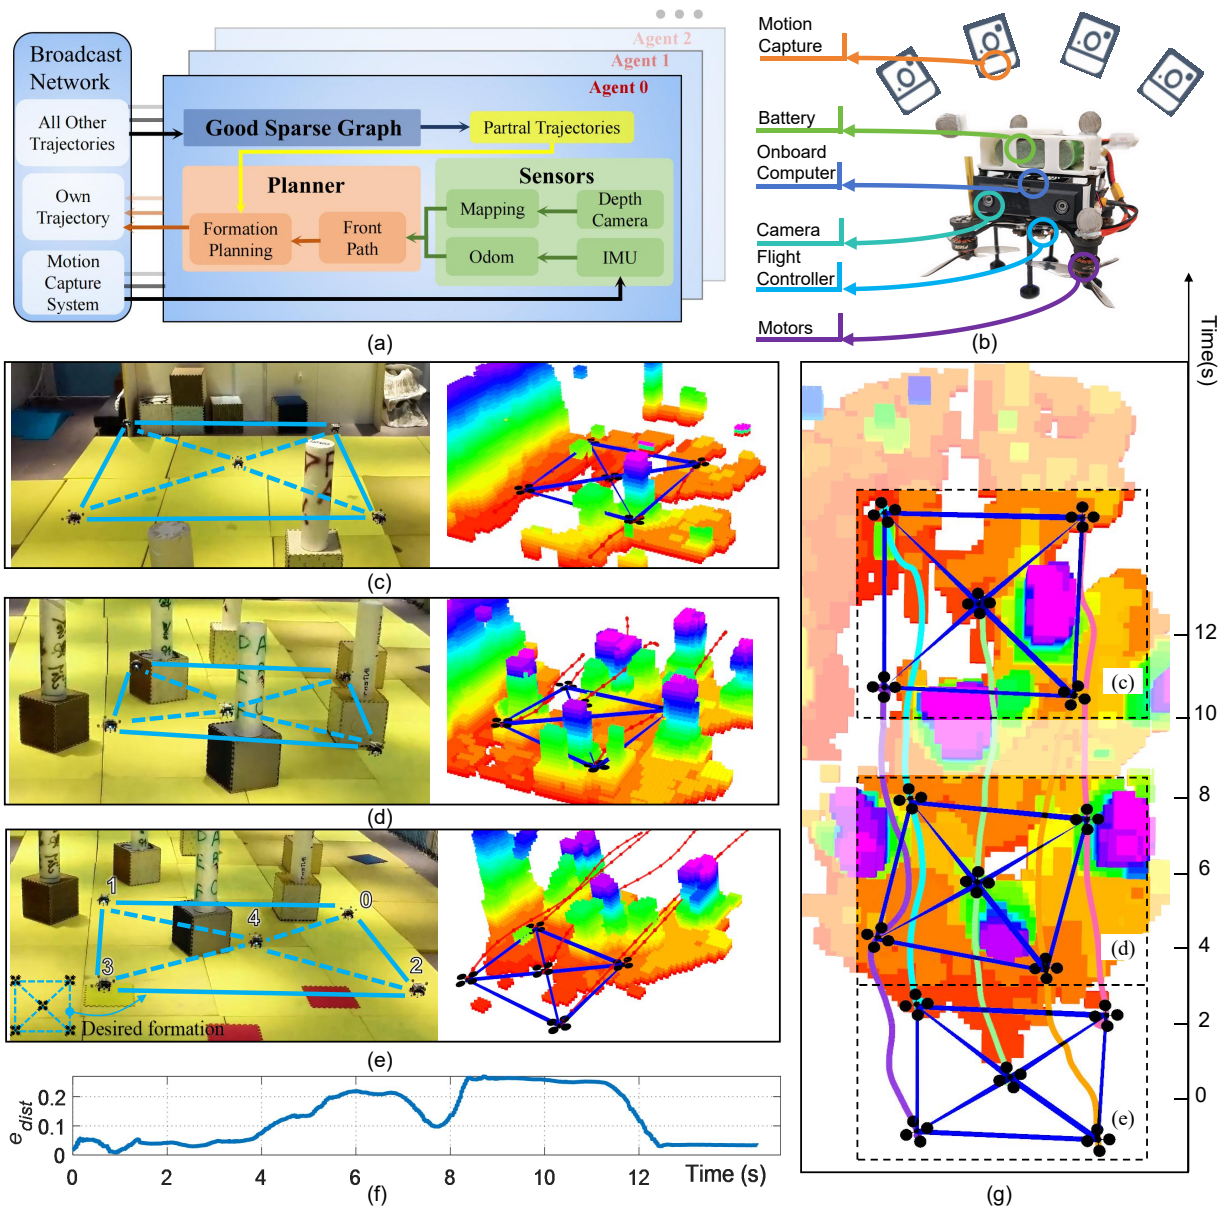 Broadcast
Network
All Other
Trajectories
Own
Trajectory
Motion
Capture
System
Agent 2
Agent 1
Agent 0
Good Sparse Graph
Partral Trajectories
Planner
Formation
Planning
Front
Path
Sensors
Mapping
Depth
Camera
Odom
IMU
(a)
Motion
Capture
Battery
Onboard
Computer
Camera
Flight
Controller
Motors
(b)
(c)
(d)
1
0
4
3
2
Desired formation
(e)
e_dist
0.2
0.1
0
0 2 4 6 8 10 12 Time (s)
(f)
Time(s)
12
10
8
6
4
2
0
(c)
(d)
(e)
(g)